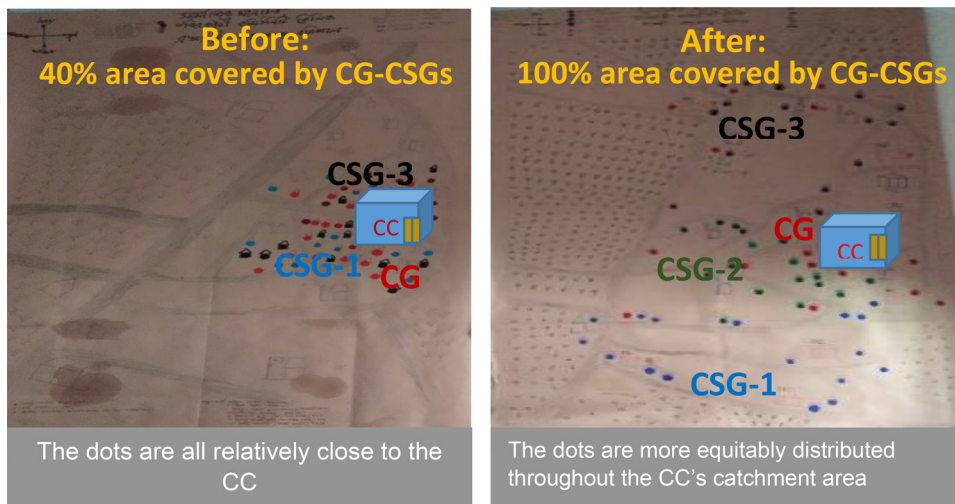 Before:
40% area covered by CG-CSGs
CSG-3
CC
CSG-1
CG
The dots are all relatively close to the
CC
After:
100% area covered by CG-CSGs
CSG-3
CG
CC
CSG-2
CSG-1
The dots are more equitably distributed
throughout the CC's catchment area